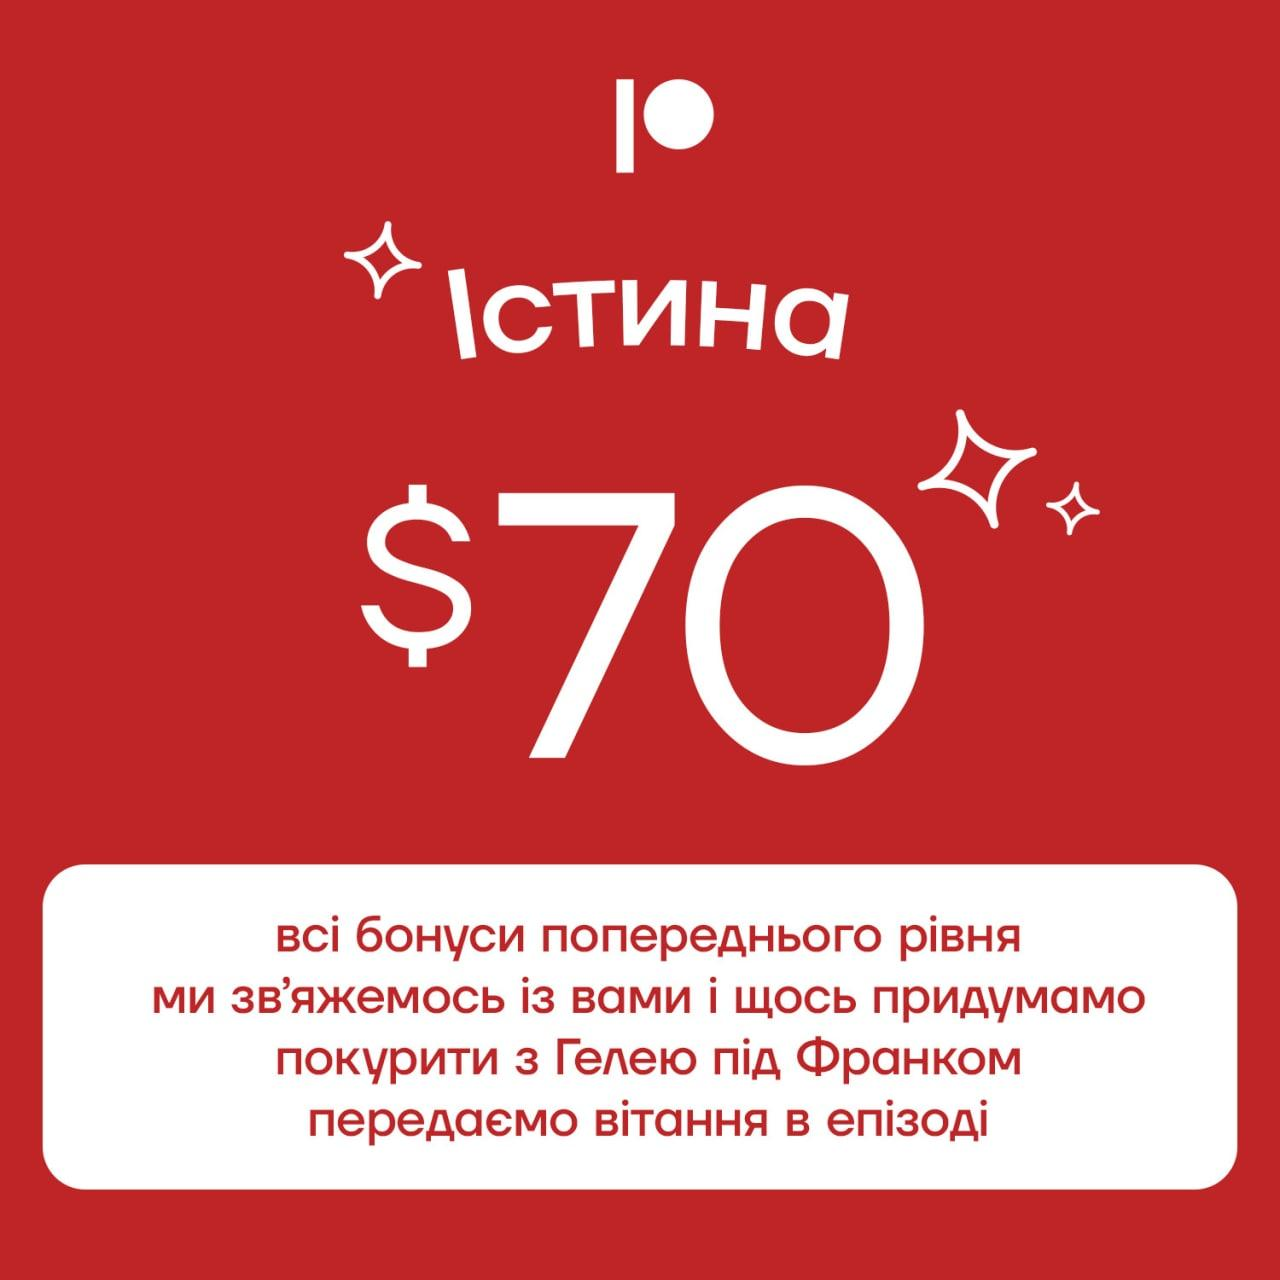 Істина
$70
всі бонуси попереднього рівня
ми зв’яжемось із вами і щось придумамо
покурити з Гелею під Франком
передаємо вітання в епізоді